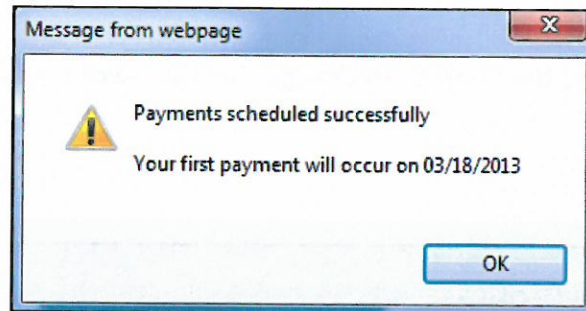 Message from webpage
Payments scheduled successfully
Your first payment will occur on 03/18/2013
OK